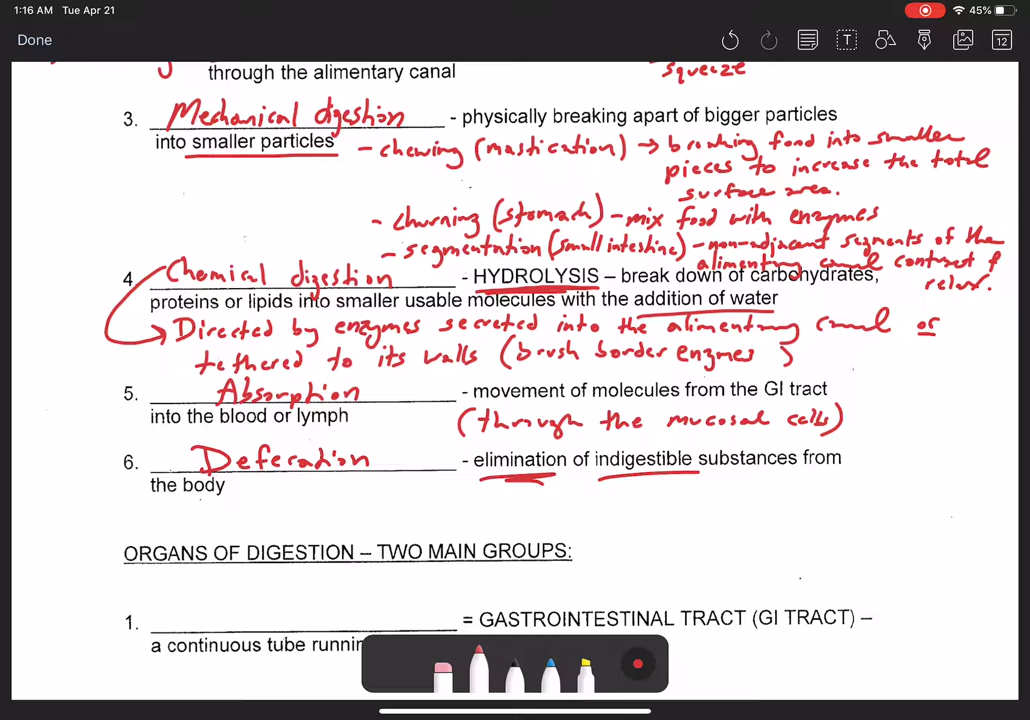 1:16 AM Tue Apr 21
45%
Done
T
12
through the alimentary canal
squeeze
3. Mechanical digestion - physically breaking apart of bigger particles
into smaller particles
- chewing (mastication) → breaking food into smaller
pieces to increase the total
surface area.
- churning (stomach) - mix food with enzymes
- segmentation (small intestine) - non-adjacent segments of the
alimentary canal contract &
relax.
4 Chemical digestion - HYDROLYSIS – break down of carbohydrates,
proteins or lipids into smaller usable molecules with the addition of water
→ Directed by enzymes secreted into the alimentary canal or
tethered to its walls (brush border enzymes)
5. Absorption - movement of molecules from the GI tract
into the blood or lymph
(through the mucosal cells)
6. Defecation - elimination of indigestible substances from
the body
ORGANS OF DIGESTION – TWO MAIN GROUPS:
1. = GASTROINTESTINAL TRACT (GI TRACT) –
a continuous tube runnin